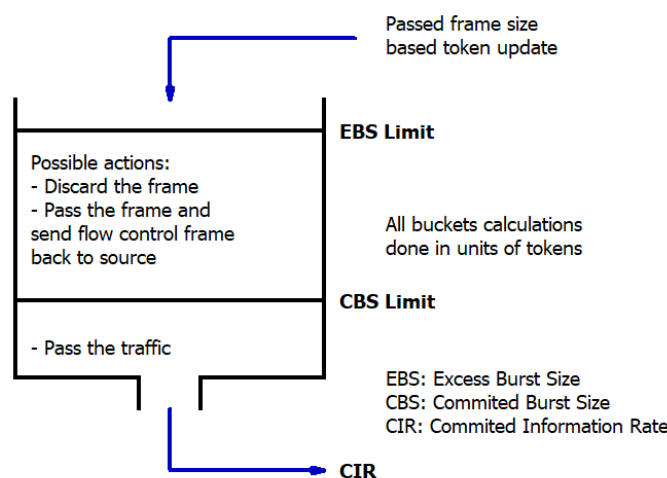 Passed frame size
based token update
EBS Limit
Possible actions:
- Discard the frame
- Pass the frame and
send flow control frame
back to source
All buckets calculations
done in units of tokens
CBS Limit
- Pass the traffic
EBS: Excess Burst Size
CBS: Commited Burst Size
CIR: Commited Information Rate
CIR